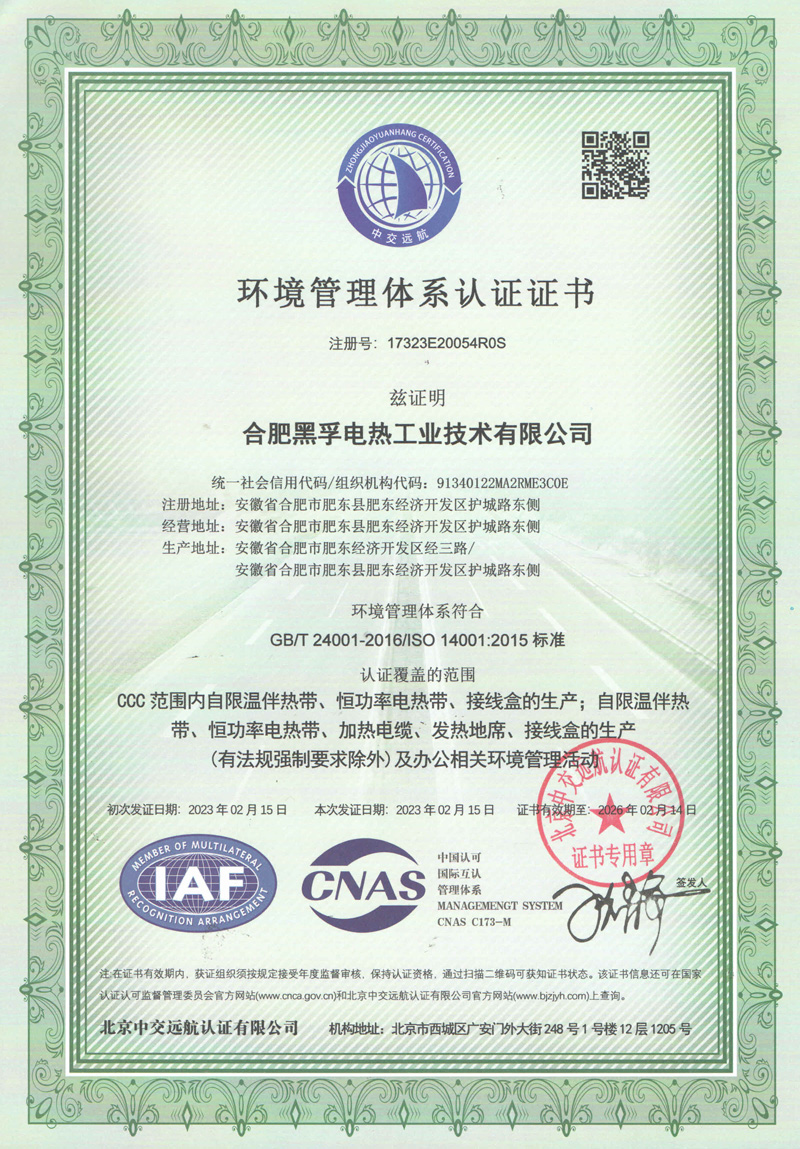 ZHONGJIAOYUANHANG CERTIFICATION
中交远航
环境管理体系认证证书
注册号：17323E20054R0S
兹证明
合肥黑孚电热工业技术有限公司
统一社会信用代码/组织机构代码：91340122MA2RME3C0E
注册地址：安徽省合肥市肥东县肥东经济开发区护城路东侧
经营地址：安徽省合肥市肥东县肥东经济开发区护城路东侧
生产地址：安徽省合肥市肥东经济开发区经三路/
安徽省合肥市肥东县肥东经济开发区护城路东侧
环境管理体系符合
GB/T 24001-2016/ISO 14001:2015 标准
认证覆盖的范围
CCC 范围内自限温伴热带、恒功率电热带、接线盒的生产；自限温伴热
带、恒功率电热带、加热电缆、发热地席、接线盒的生产
(有法规强制要求除外)及办公相关环境管理活动
初次发证日期：2023 年 02 月 15 日 本次发证日期：2023 年 02 月 15 日 证书有效期至：2026 年 02 月 14 日
北京中交远航认证有限公司
证书专用章
MEMBER OF MULTILATERAL
IAF
RECOGNITION ARRANGEMENT
CNAS
中国认可
国际互认
管理体系
MANAGEMENGT SYSTEM
CNAS C173-M
签发人
注:在证书有效期内，获证组织须按规定接受年度监督审核、保持认证资格，通过扫描二维码可获知证书状态。该证书信息还可在国家
认证认可监督管理委员会官方网站(www.cnca.gov.cn)和北京中交远航认证有限公司官方网站(www.bjzjyh.com)上查询。
北京中交远航认证有限公司 机构地址：北京市西城区广安门外大街 248 号 1 号楼 12 层 1205 号